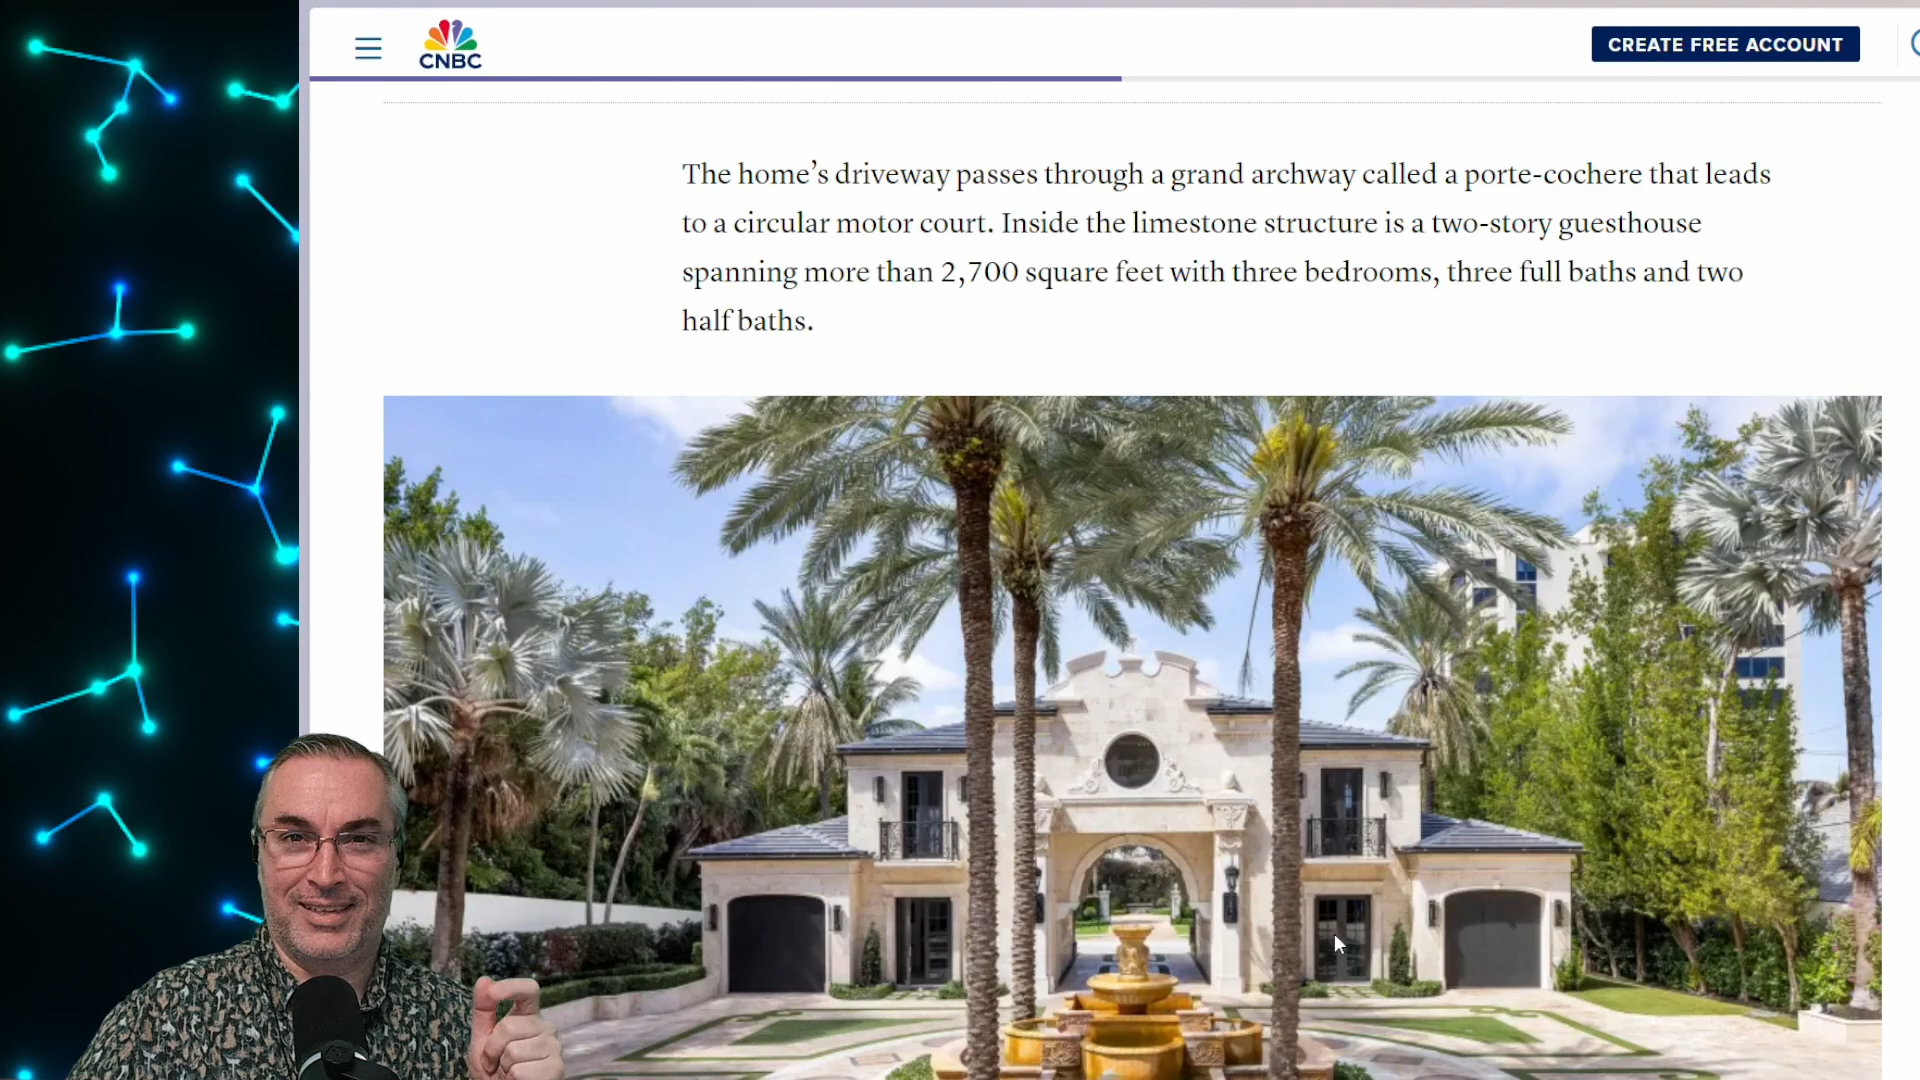 CNBC
CREATE FREE ACCOUNT
The home’s driveway passes through a grand archway called a porte-cochere that leads
to a circular motor court. Inside the limestone structure is a two-story guesthouse
spanning more than 2,700 square feet with three bedrooms, three full baths and two
half baths.